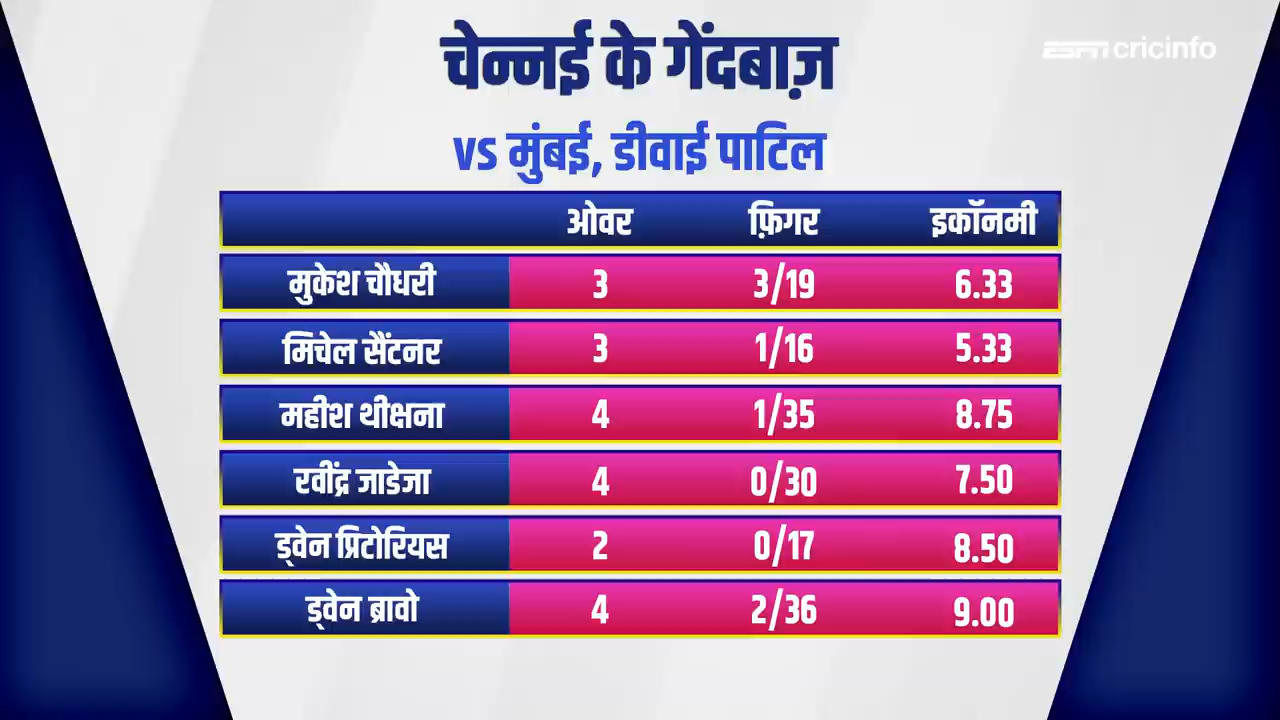 चेन्नई के गेंदबाज़
ESPN cricinfo
vs मुंबई, डीवाई पाटिल
ओवर फ़िगर इकॉनमी
मुकेश चौधरी 3 3/19 6.33
मिचेल सैंटनर 3 1/16 5.33
महीश थीक्षना 4 1/35 8.75
रवींद्र जाडेजा 4 0/30 7.50
ड्वेन प्रिटोरियस 2 0/17 8.50
ड्वेन ब्रावो 4 2/36 9.00